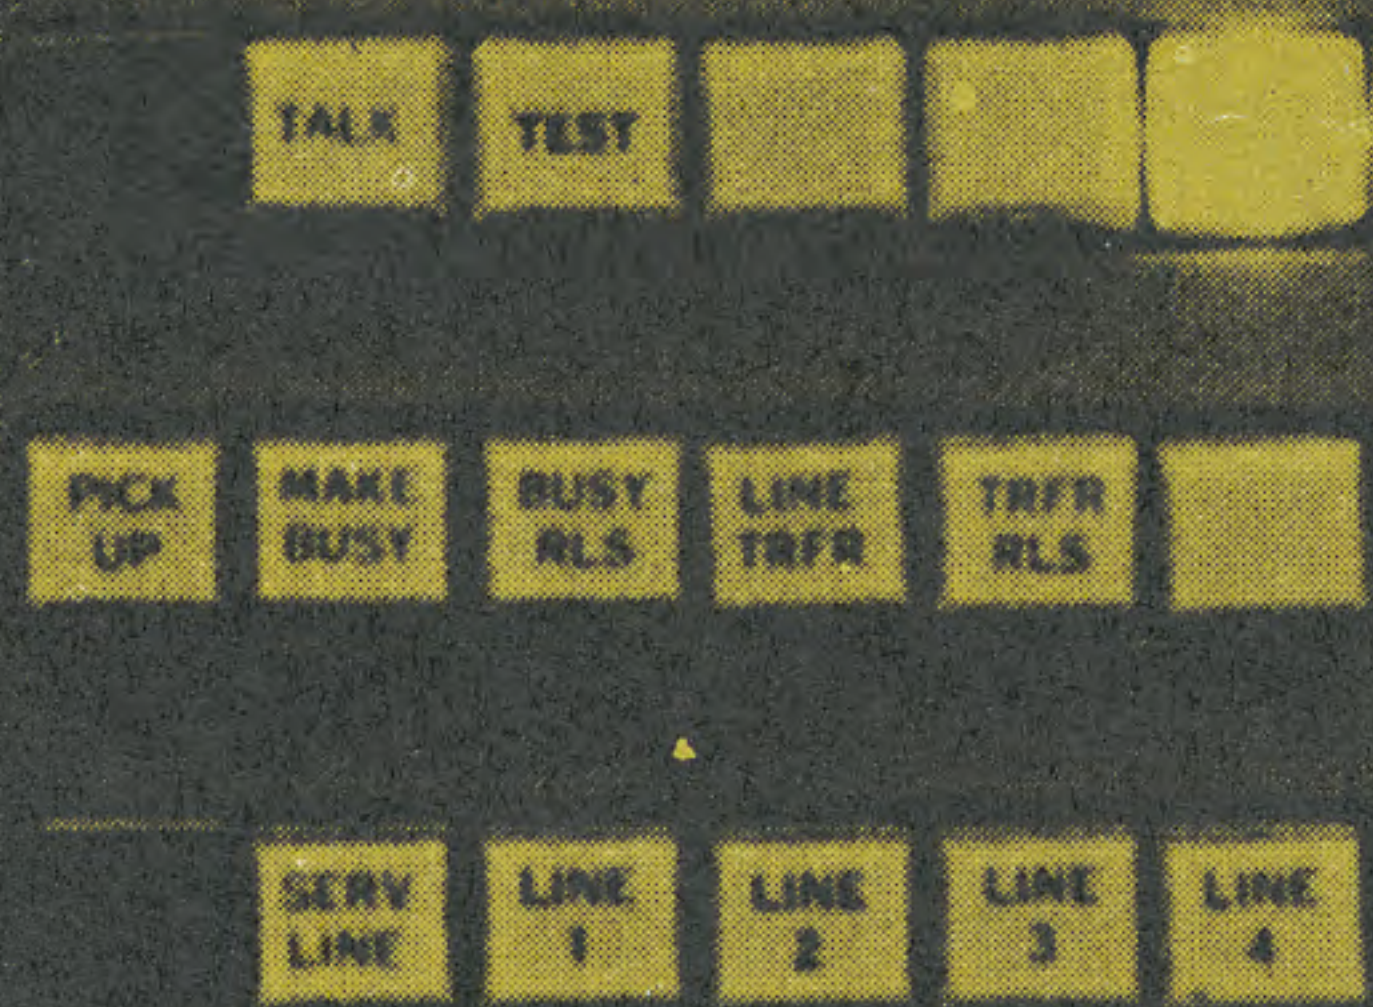 TALK
TEST
PICK
UP
MAKE
BUSY
BUSY
RLS
LINE
TRFR
TRFR
RLS
SERV
LINE
LINE
1
LINE
2
LINE
3
LINE
4